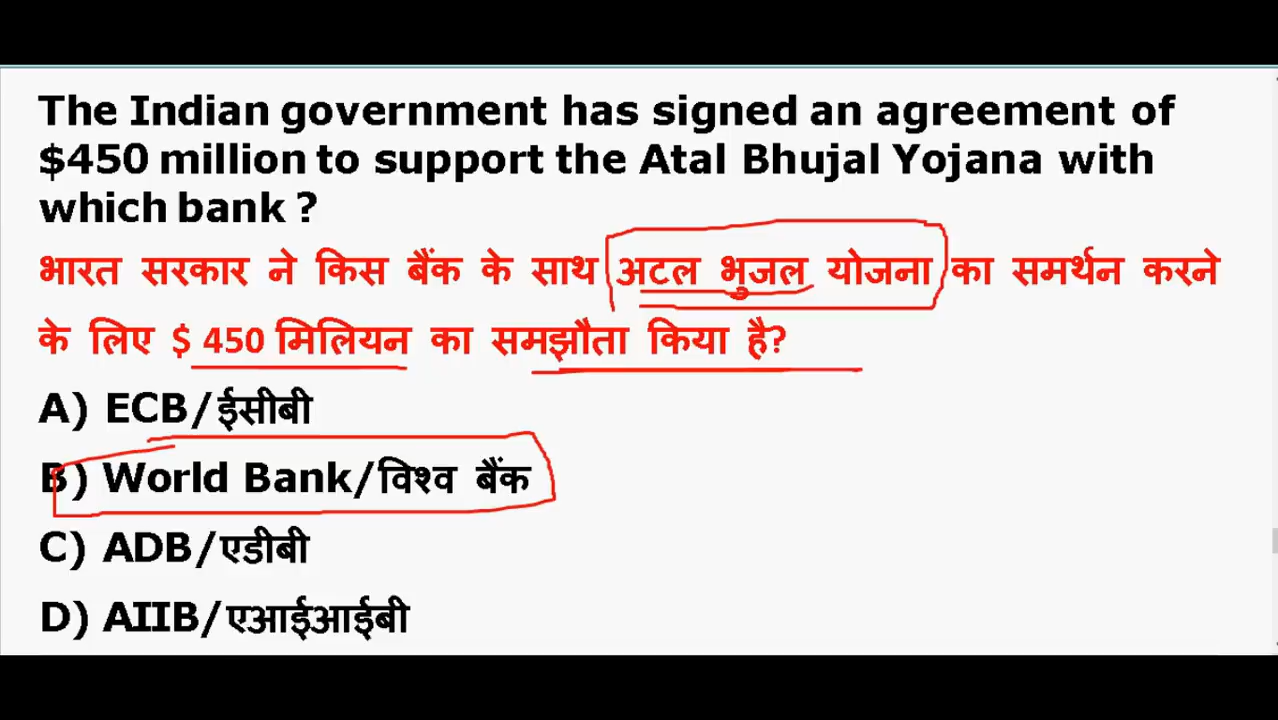 The Indian government has signed an agreement of
$450 million to support the Atal Bhujal Yojana with
which bank ?
भारत सरकार ने किस बैंक के साथ अटल भूजल योजना का समर्थन करने
के लिए $ 450 मिलियन का समझौता किया है?
A) ECB/ईसीबी
B) World Bank/विश्व बैंक
C) ADB/एडीबी
D) AIIB/एआईआईबी